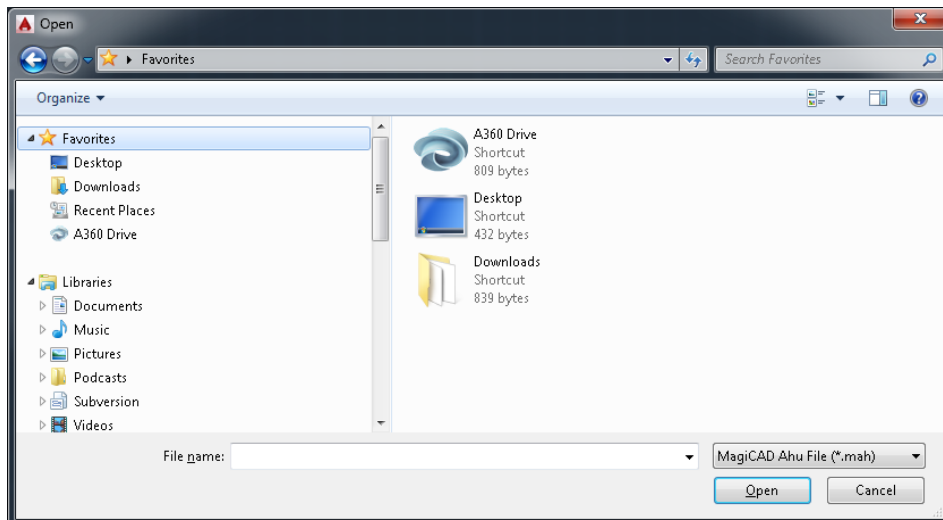 Open
Favorites
Search Favorites
Organize
Favorites
Desktop
Downloads
Recent Places
A360 Drive
Libraries
Documents
Music
Pictures
Podcasts
Subversion
Videos
A360 Drive
Shortcut
809 bytes
Desktop
Shortcut
432 bytes
Downloads
Shortcut
839 bytes
File name:
MagiCAD Ahu File (*.mah)
Open
Cancel